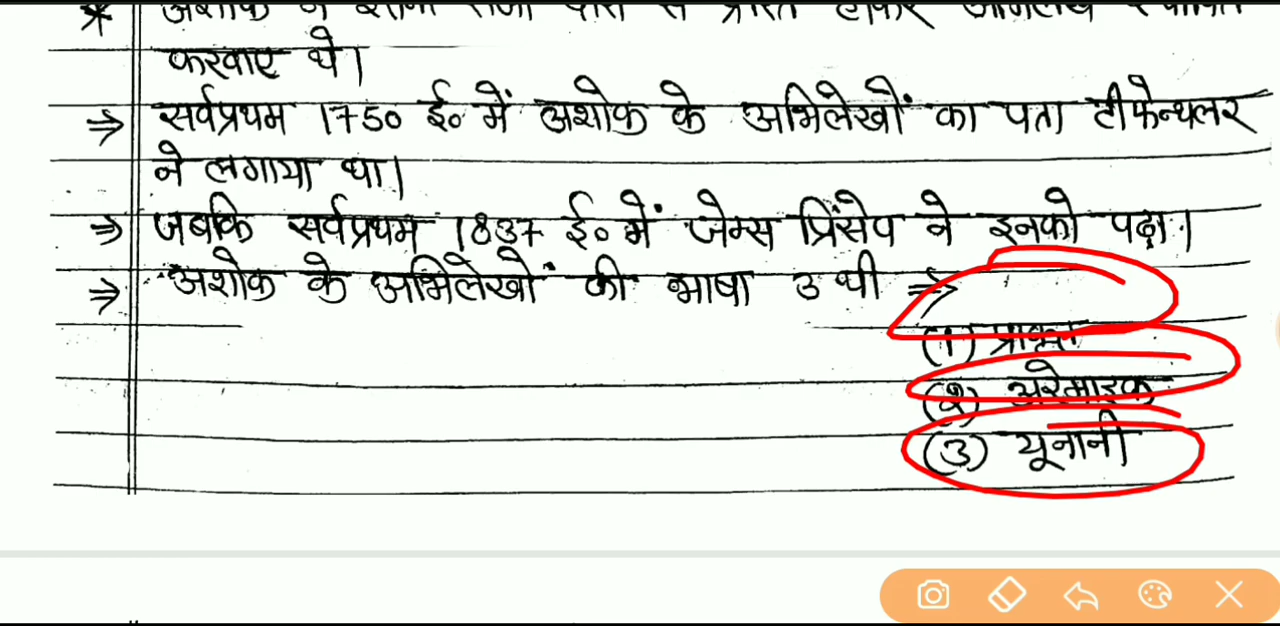 करवाए थे।
⇒ सर्वप्रथम 1750 ई० में अशोक के अभिलेखों का पता टीफेन्थलर
ने लगाया था।
⇒ जबकि सर्वप्रथम 1837 ई० में जेम्स प्रिंसेप ने इनको पढ़ा।
⇒ अशोक के अभिलेखों की भाषा 3 थी ⇒
(1) प्राकृत
(2) अरेमाइक
(3) यूनानी